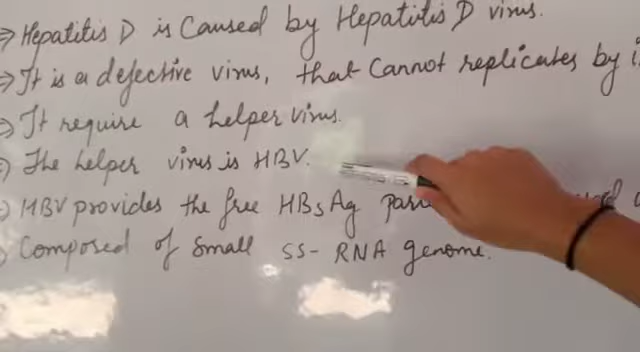 ⇒ Hepatitis D is Caused by Hepatitis D virus.
⇒ It is a defective virus, that Cannot replicates by
⇒ It require a helper virus.
⇒ The helper virus is HBV.
⇒ HBV provides the free HBsAg
⇒ Composed of Small SS-RNA genome.